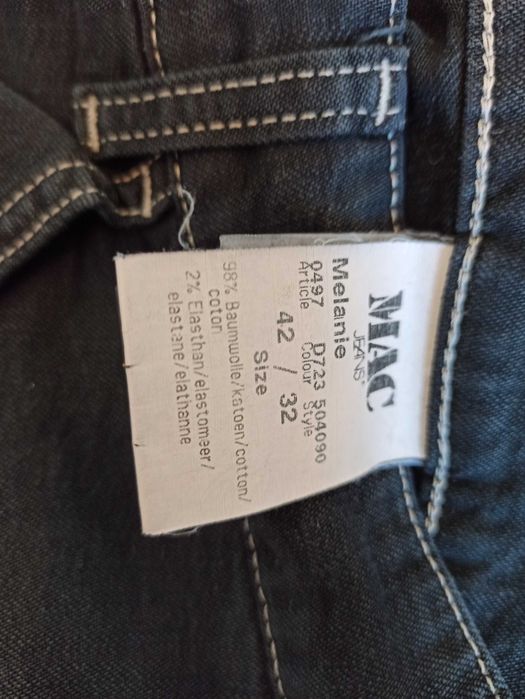 MAC
JEANS
Melanie
0497 D723 504090
Article Colour Style
42 / 32
Size
98% Baumwolle/katoen/cotton/
coton
2% Elasthan/elastomeer/
elastane/elathanne